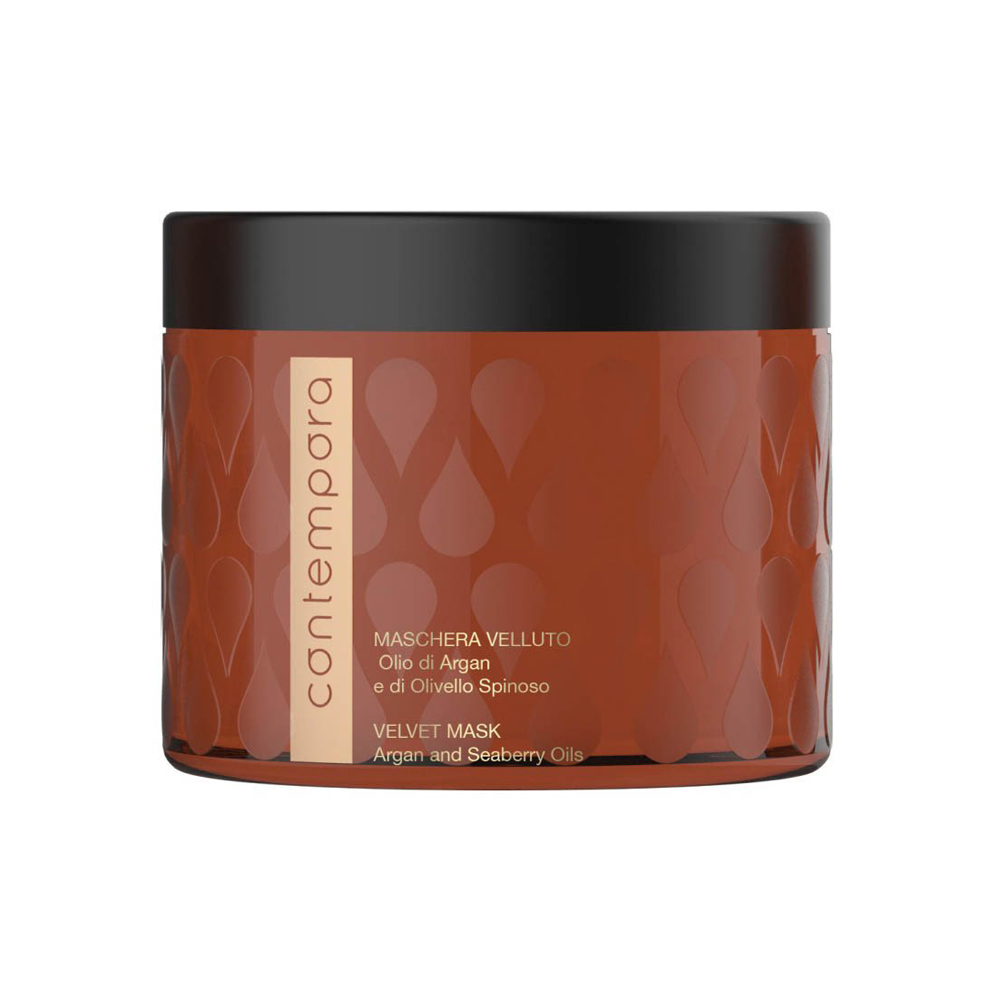 contempora
MASCHERA VELLUTO
Olio di Argan
e di Olivello Spinoso
VELVET MASK
Argan and Seaberry Oils